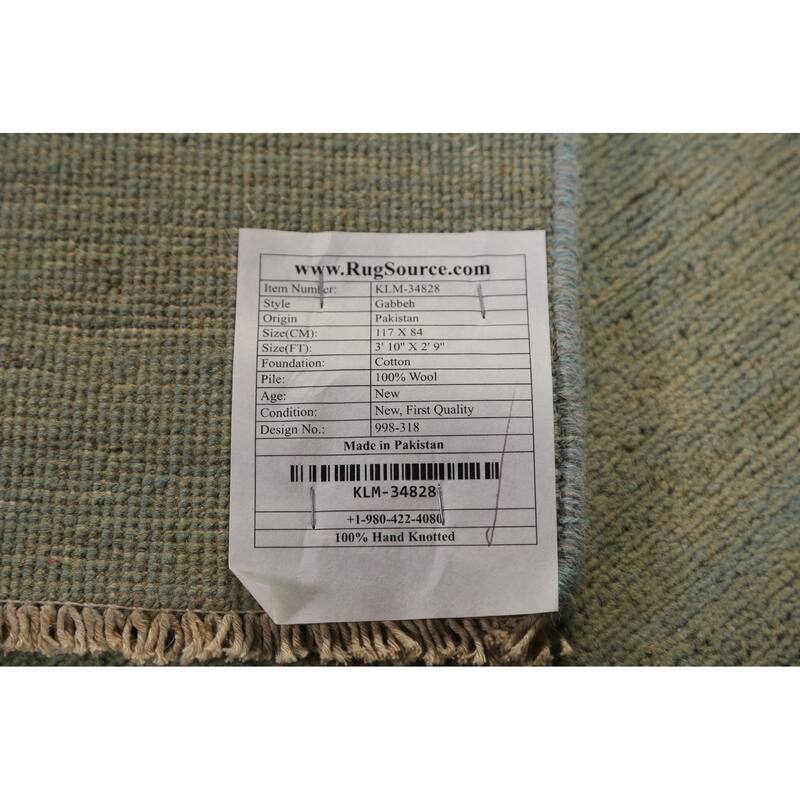 www.RugSource.com
Item Number: KLM-34828
Style Gabbeh
Origin Pakistan
Size(CM): 117 X 84
Size(FT): 3' 10" X 2' 9"
Foundation: Cotton
Pile: 100% Wool
Age: New
Condition: New, First Quality
Design No.: 998-318
Made in Pakistan
KLM-34828
+1-980-422-4080
100% Hand Knotted